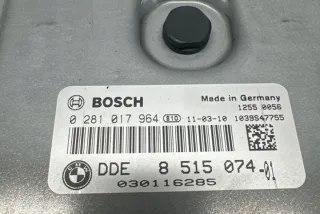 BOSCH
Made in Germany
1255 0056
0 281 017 964 E10 11-03-10 1039S47755
DDE 8 515 074-01
030116285